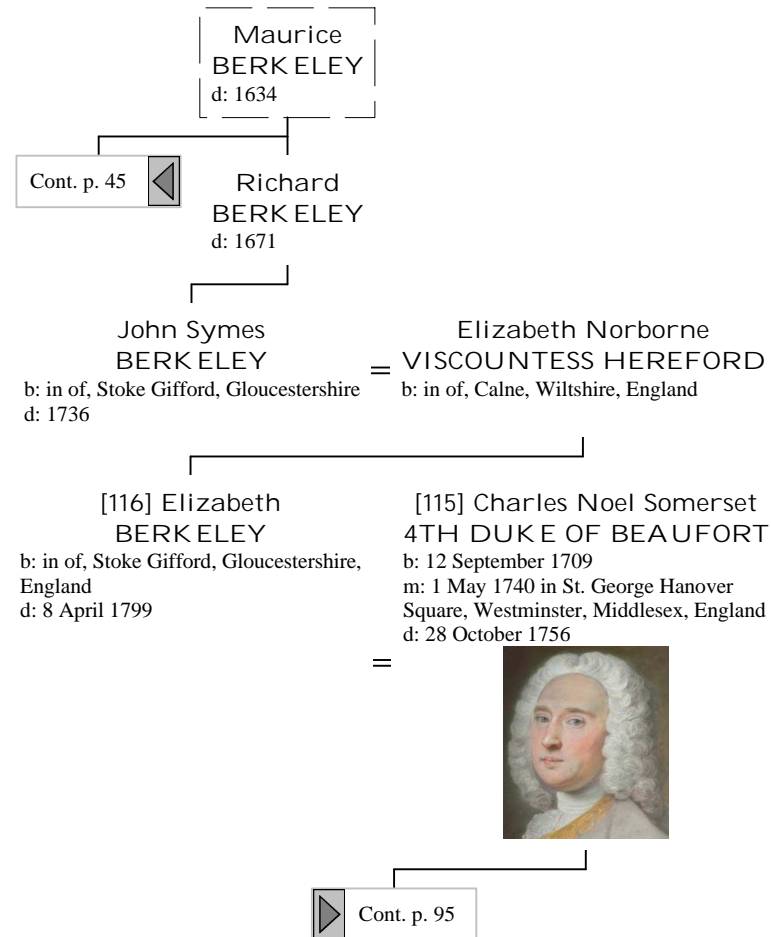 Maurice
BERKELEY
d: 1634
Cont. p. 45
Richard
BERKELEY
d: 1671
John Symes
BERKELEY
b: in of, Stoke Gifford, Gloucestershire
d: 1736
=
Elizabeth Norborne
VISCOUNTESS HEREFORD
b: in of, Calne, Wiltshire, England
[116] Elizabeth
BERKELEY
b: in of, Stoke Gifford, Gloucestershire,
England
d: 8 April 1799
=
[115] Charles Noel Somerset
4TH DUKE OF BEAUFORT
b: 12 September 1709
m: 1 May 1740 in St. George Hanover
Square, Westminster, Middlesex, England
d: 28 October 1756
Cont. p. 95